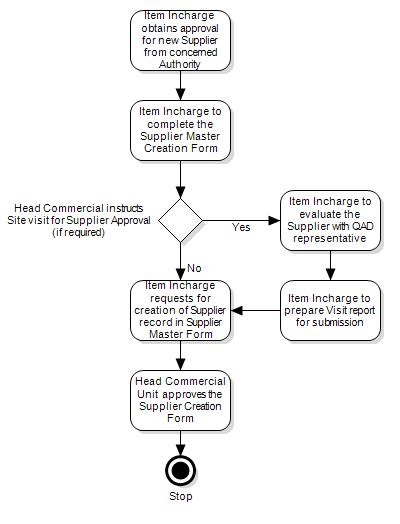 Item Incharge
obtains approval
for new Supplier
from concerned
Authority
Item Incharge to
complete the
Supplier Master
Creation Form
Head Commercial instructs
Site visit for Supplier Approval
(if required)
Yes
Item Incharge to
evaluate the
Supplier with QAD
representative
No
Item Incharge
requests for
creation of Supplier
record in Supplier
Master Form
Item Incharge to
prepare Visit report
for submission
Head Commercial
Unit approves the
Supplier Creation
Form
Stop